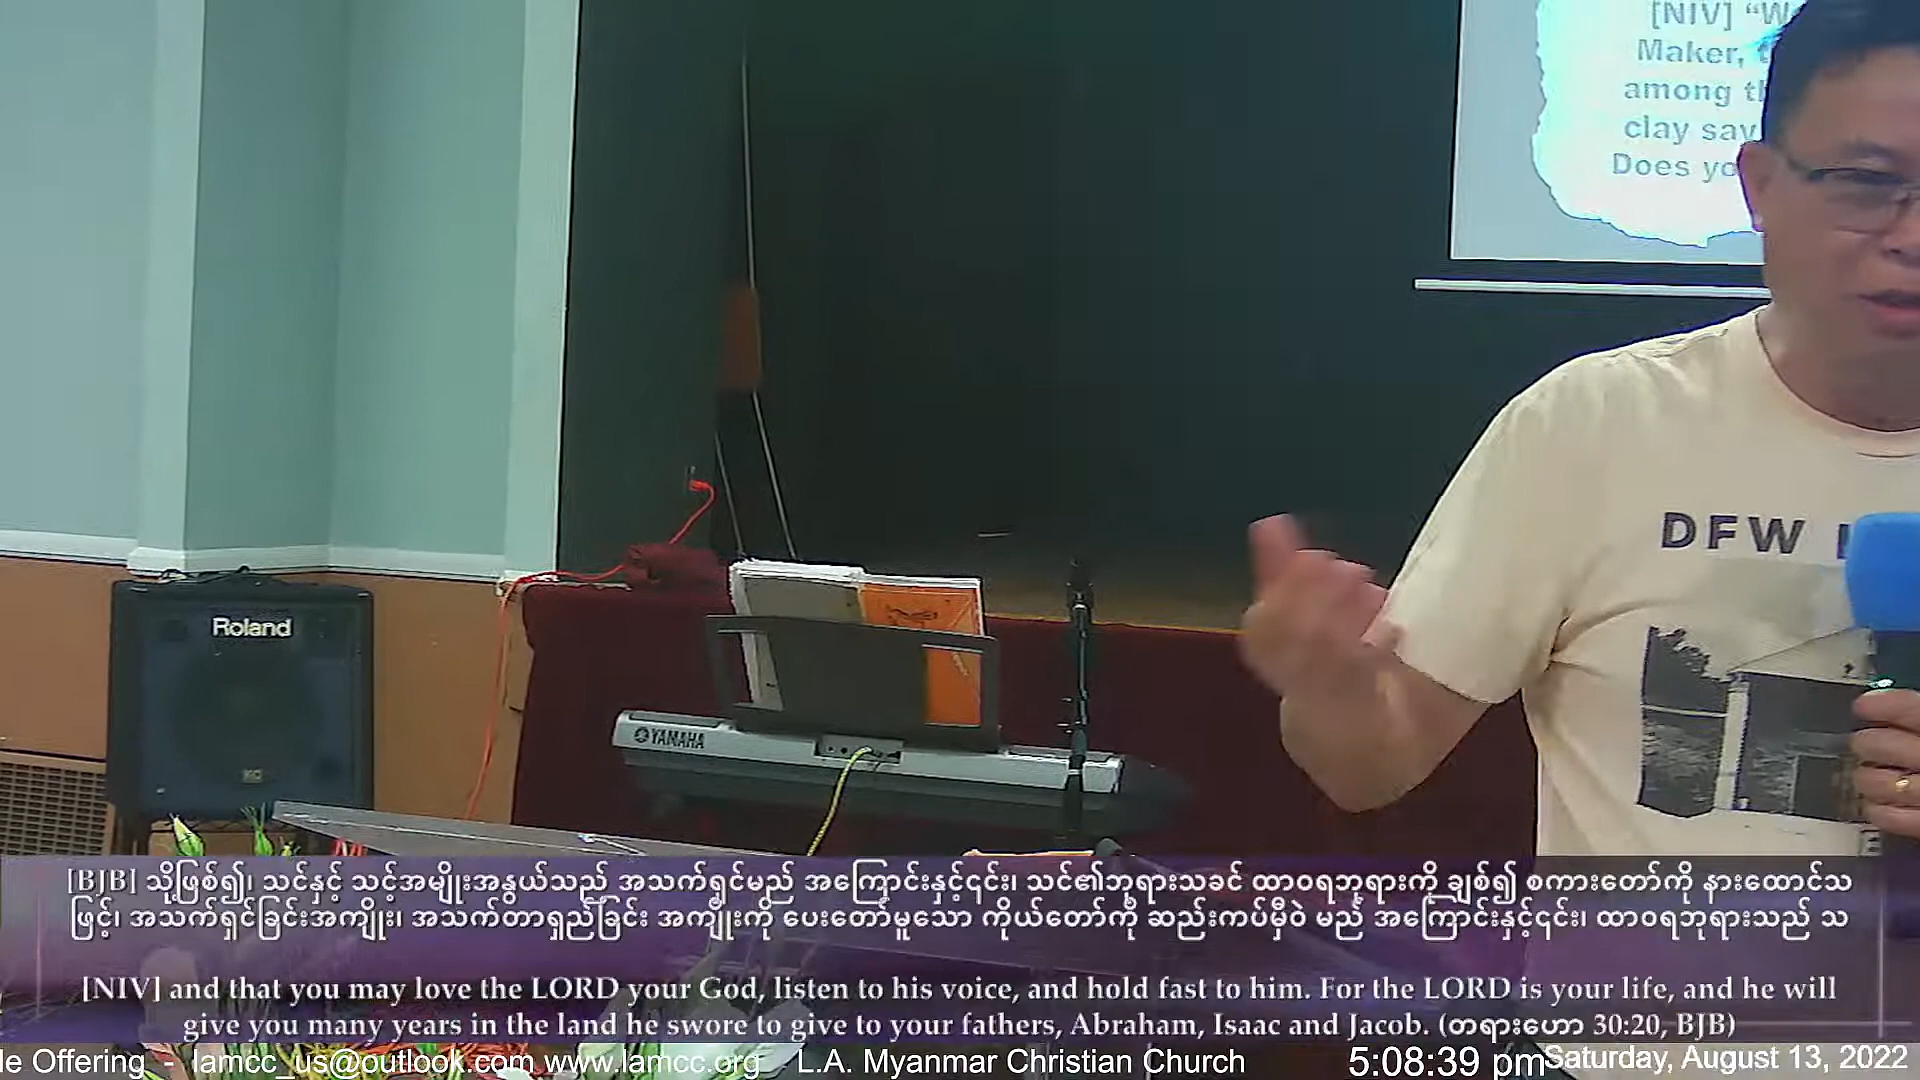 [NIV] “W
Maker, t
among th
clay say
Does yo
DFW
Roland
KC
YAMAHA
[BJB] သို့ဖြစ်၍၊ သင်နှင့် သင့်အမျိုးအနွယ်သည် အသက်ရှင်မည် အကြောင်းနှင့်၎င်း၊ သင်၏ဘုရားသခင် ထာဝရဘုရားကို ချစ်၍ စကားတော်ကို နားထောင်သ
ဖြင့်၊ အသက်ရှင်ခြင်းအကျိုး၊ အသက်တာရှည်ခြင်း အကျိုးကို ပေးတော်မူသော ကိုယ်တော်ကို ဆည်းကပ်မှီဝဲ မည် အကြောင်းနှင့်၎င်း၊ ထာဝရဘုရားသည် သ
[NIV] and that you may love the LORD your God, listen to his voice, and hold fast to him. For the LORD is your life, and he will
give you many years in the land he swore to give to your fathers, Abraham, Isaac and Jacob. (တရားဟော 30:20, BJB)
le Offering - lamcc_us@outlook.com www.lamcc.org L.A. Myanmar Christian Church 5:08:39 pm Saturday, August 13, 2022